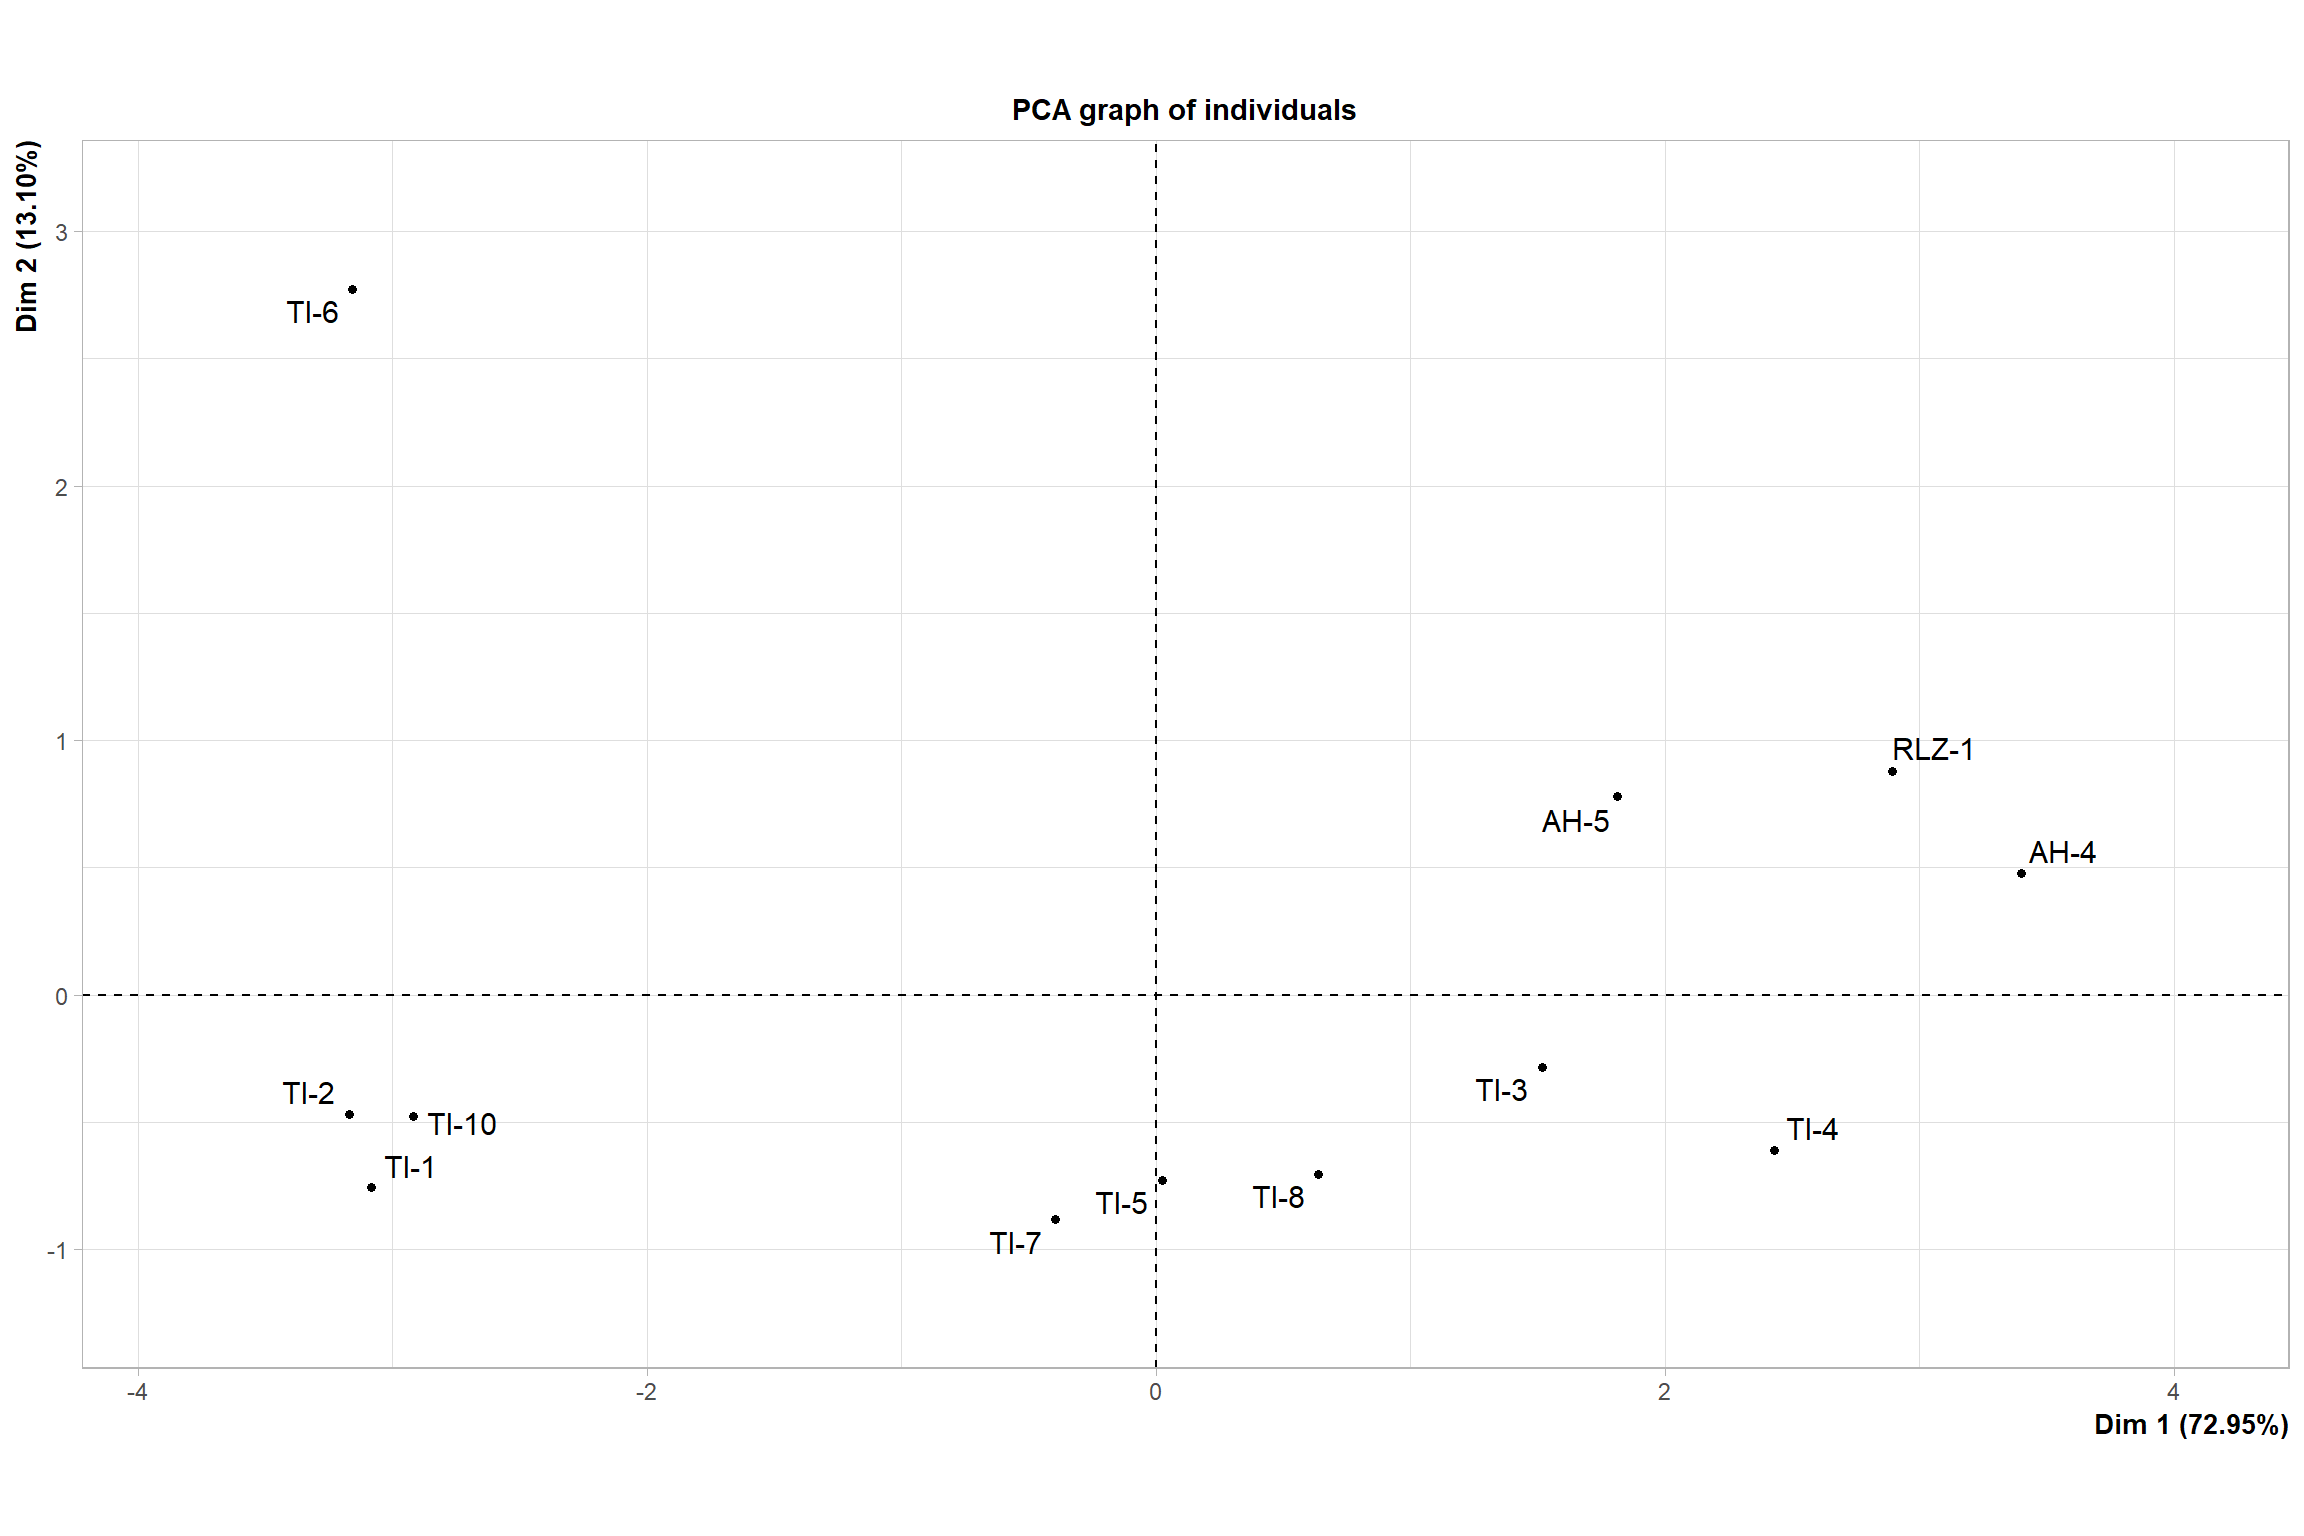 PCA graph of individuals
Dim 2 (13.10%)
3
TI-6
2
1
RLZ-1
AH-5
AH-4
0
TI-3
TI-2
TI-10
TI-4
TI-1
TI-5
TI-8
TI-7
-1
-4
-2
0
2
4
Dim 1 (72.95%)